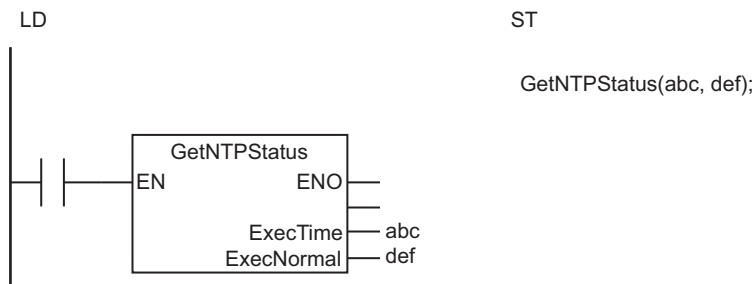 LD
ST
GetNTPStatus(abc, def);
GetNTPStatus
EN ENO
ExecTime abc
ExecNormal def